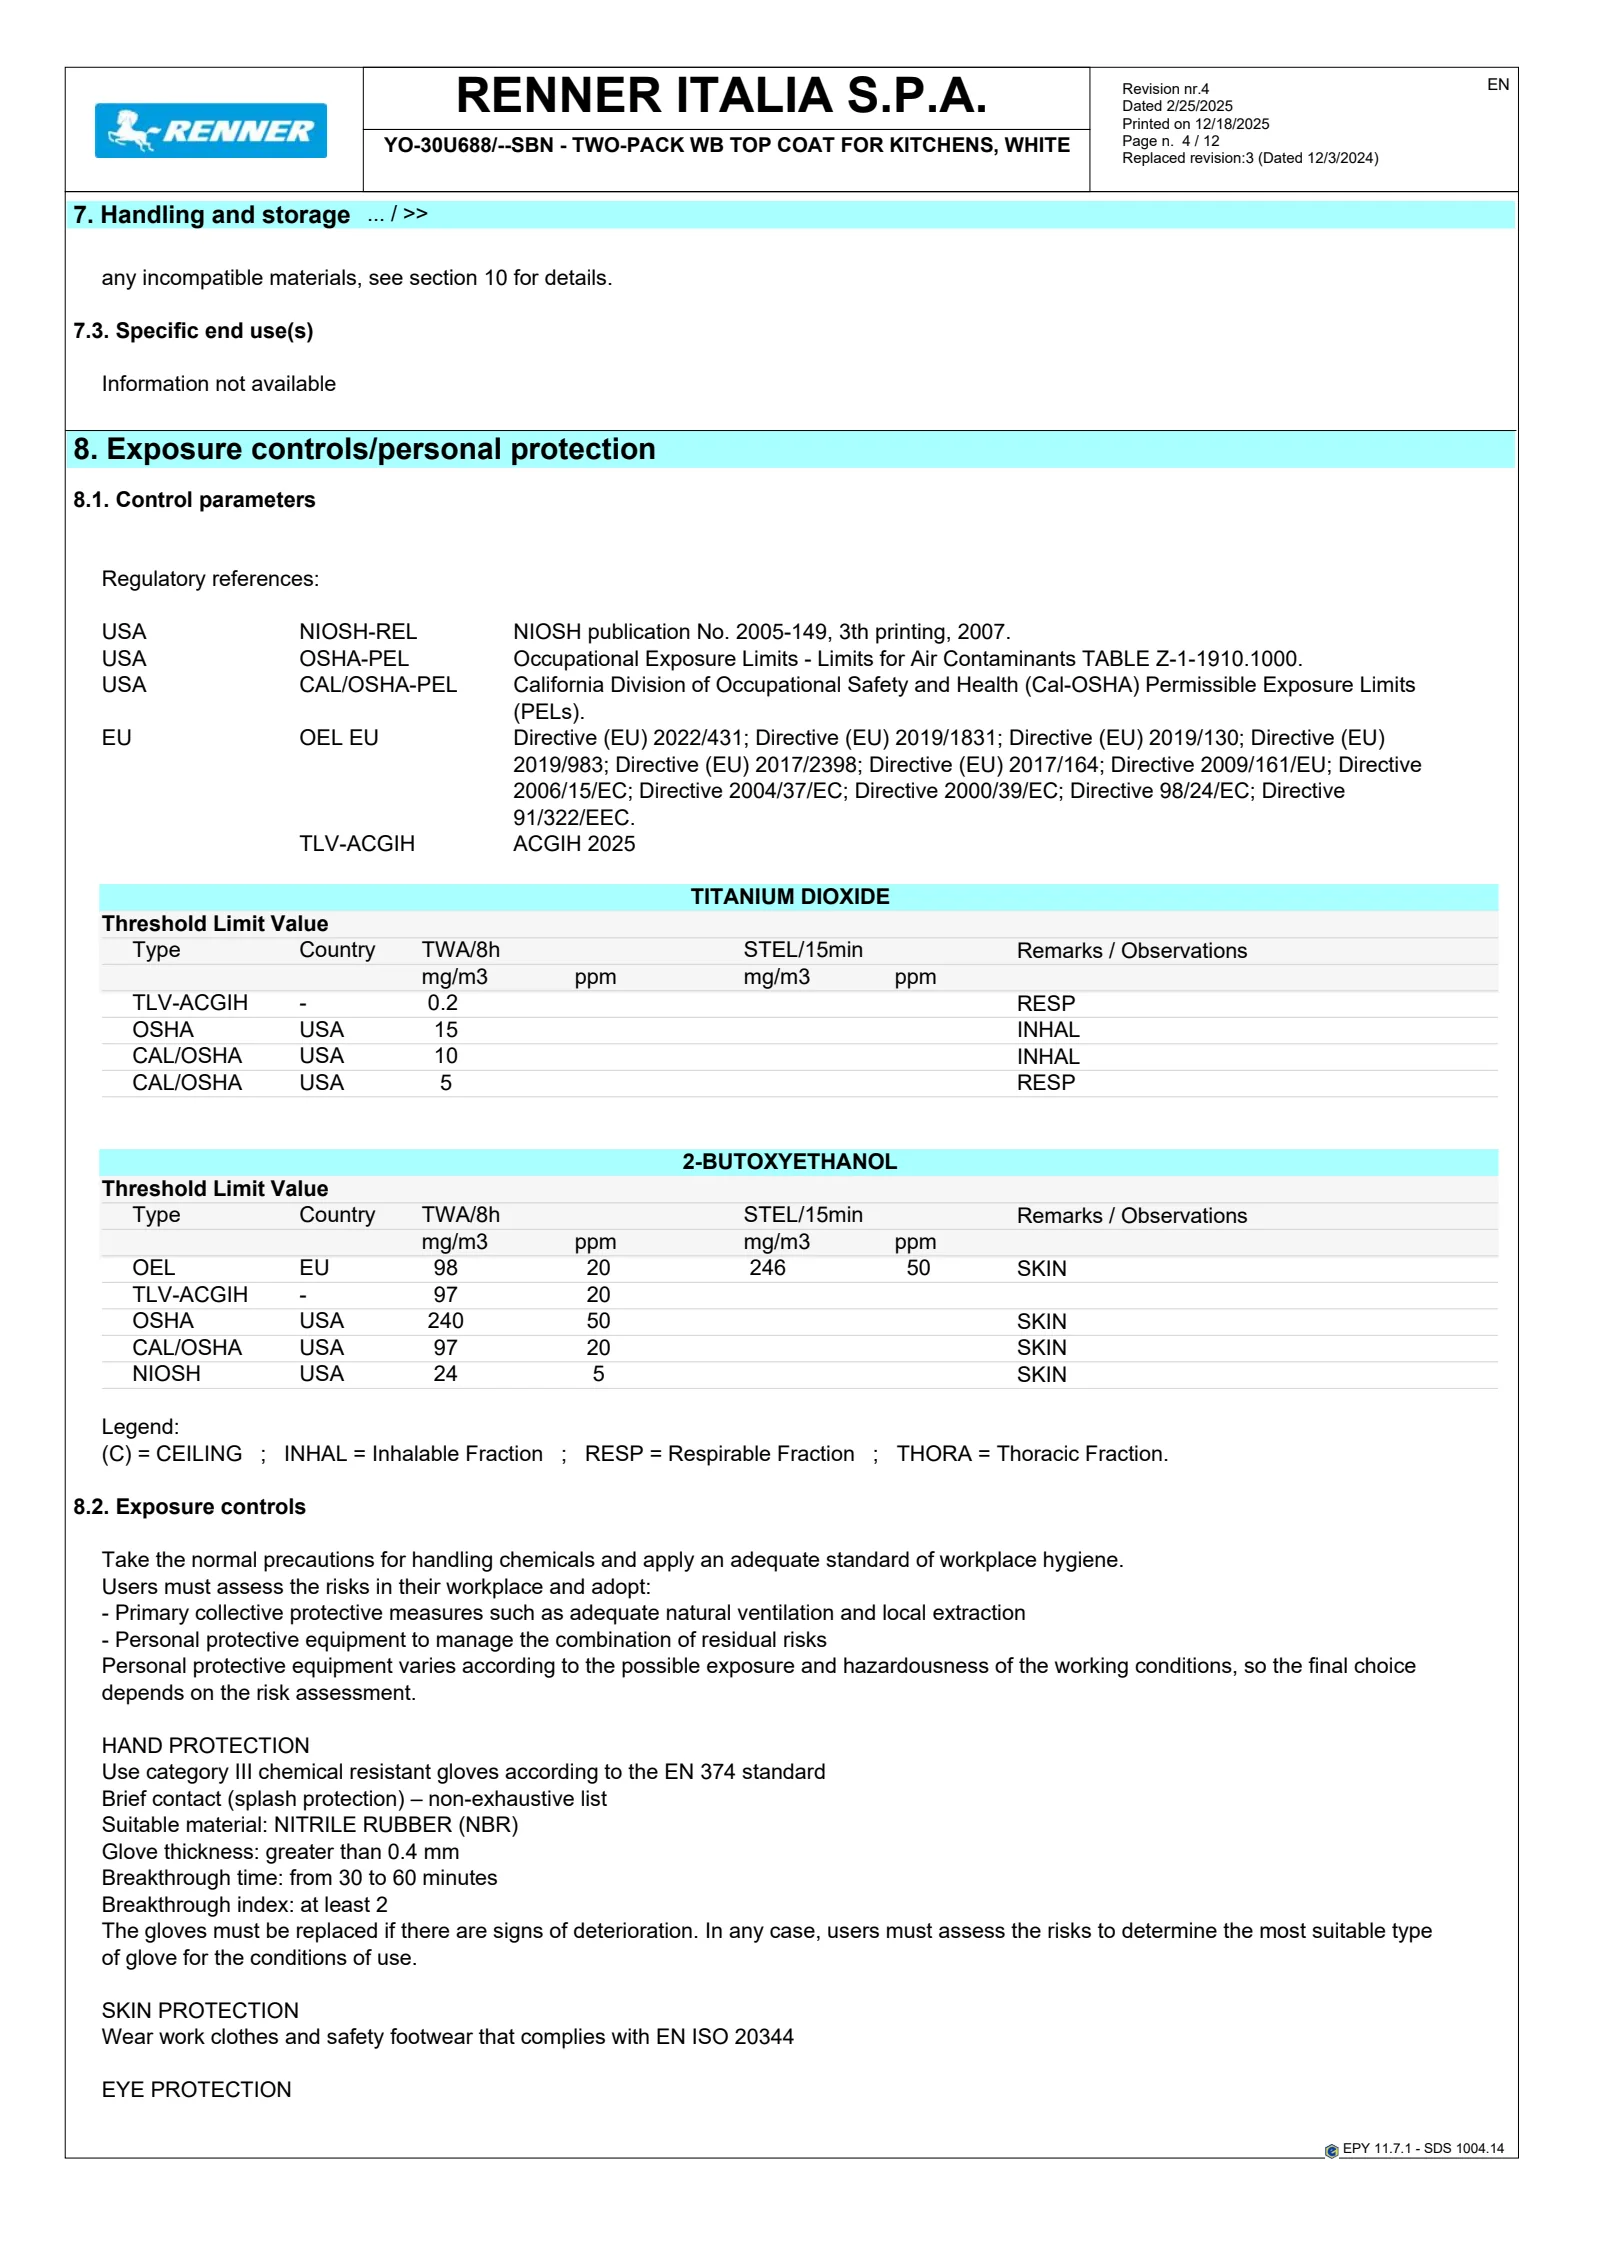 RENNER
RENNER ITALIA S.P.A.
YO-30U688/--SBN - TWO-PACK WB TOP COAT FOR KITCHENS, WHITE
Revision nr.4
Dated 2/25/2025
Printed on 12/18/2025
Page n. 4 / 12
Replaced revision:3 (Dated 12/3/2024)
EN
7. Handling and storage ... / >>
any incompatible materials, see section 10 for details.
7.3. Specific end use(s)
Information not available
8. Exposure controls/personal protection
8.1. Control parameters
Regulatory references:
USA NIOSH-REL NIOSH publication No. 2005-149, 3th printing, 2007.
USA OSHA-PEL Occupational Exposure Limits - Limits for Air Contaminants TABLE Z-1-1910.1000.
USA CAL/OSHA-PEL California Division of Occupational Safety and Health (Cal-OSHA) Permissible Exposure Limits
(PELs).
EU OEL EU Directive (EU) 2022/431; Directive (EU) 2019/1831; Directive (EU) 2019/130; Directive (EU)
2019/983; Directive (EU) 2017/2398; Directive (EU) 2017/164; Directive 2009/161/EU; Directive
2006/15/EC; Directive 2004/37/EC; Directive 2000/39/EC; Directive 98/24/EC; Directive
91/322/EEC.
TLV-ACGIH ACGIH 2025
TITANIUM DIOXIDE
Threshold Limit Value
Type Country TWA/8h STEL/15min Remarks / Observations
mg/m3 ppm mg/m3 ppm
TLV-ACGIH - 0.2 RESP
OSHA USA 15 INHAL
CAL/OSHA USA 10 INHAL
CAL/OSHA USA 5 RESP
2-BUTOXYETHANOL
Threshold Limit Value
Type Country TWA/8h STEL/15min Remarks / Observations
mg/m3 ppm mg/m3 ppm
OEL EU 98 20 246 50 SKIN
TLV-ACGIH - 97 20
OSHA USA 240 50 SKIN
CAL/OSHA USA 97 20 SKIN
NIOSH USA 24 5 SKIN
Legend:
(C) = CEILING ; INHAL = Inhalable Fraction ; RESP = Respirable Fraction ; THORA = Thoracic Fraction.
8.2. Exposure controls
Take the normal precautions for handling chemicals and apply an adequate standard of workplace hygiene.
Users must assess the risks in their workplace and adopt:
- Primary collective protective measures such as adequate natural ventilation and local extraction
- Personal protective equipment to manage the combination of residual risks
Personal protective equipment varies according to the possible exposure and hazardousness of the working conditions, so the final choice
depends on the risk assessment.
HAND PROTECTION
Use category III chemical resistant gloves according to the EN 374 standard
Brief contact (splash protection) – non-exhaustive list
Suitable material: NITRILE RUBBER (NBR)
Glove thickness: greater than 0.4 mm
Breakthrough time: from 30 to 60 minutes
Breakthrough index: at least 2
The gloves must be replaced if there are signs of deterioration. In any case, users must assess the risks to determine the most suitable type
of glove for the conditions of use.
SKIN PROTECTION
Wear work clothes and safety footwear that complies with EN ISO 20344
EYE PROTECTION
EPY 11.7.1 - SDS 1004.14